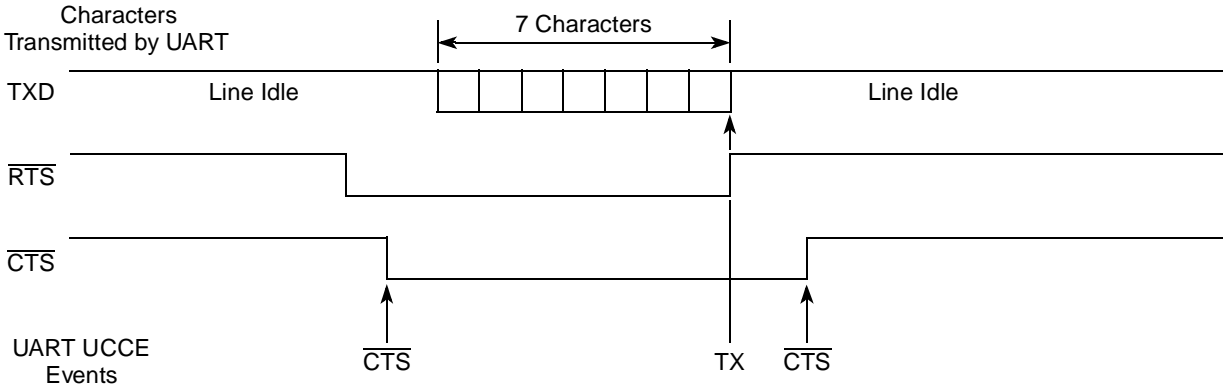 Characters
Transmitted by UART
7 Characters
TXD
Line Idle
Line Idle
RTS
CTS
UART UCCE
Events
CTS
TX
CTS